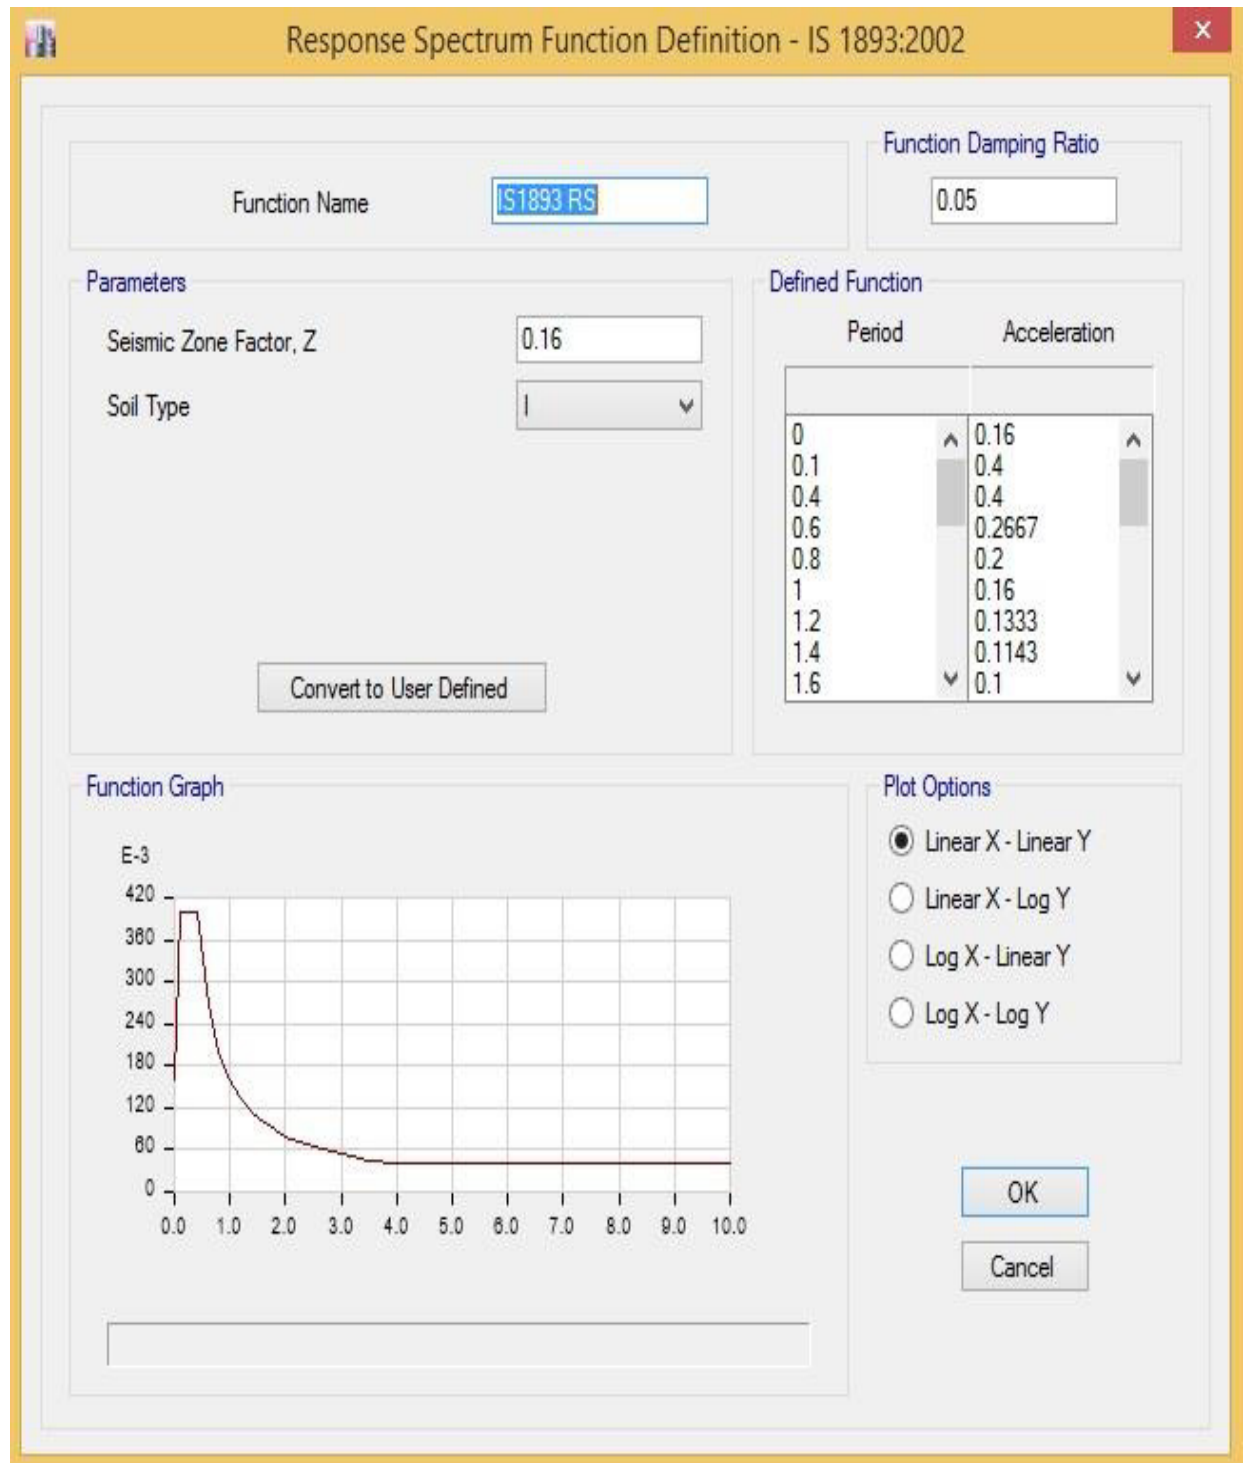 Response Spectrum Function Definition - IS 1893:2002
x
Function Name
IS1893 RS
Function Damping Ratio
0.05
Parameters
Seismic Zone Factor, Z
0.16
Soil Type
I
Convert to User Defined
Defined Function
Period Acceleration
0 0.16
0.1 0.4
0.4 0.4
0.6 0.2667
0.8 0.2
1 0.16
1.2 0.1333
1.4 0.1143
1.6 0.1
Function Graph
E-3
420
360
300
240
180
120
60
0
0.0 1.0 2.0 3.0 4.0 5.0 6.0 7.0 8.0 9.0 10.0
Plot Options
Linear X - Linear Y
Linear X - Log Y
Log X - Linear Y
Log X - Log Y
OK
Cancel